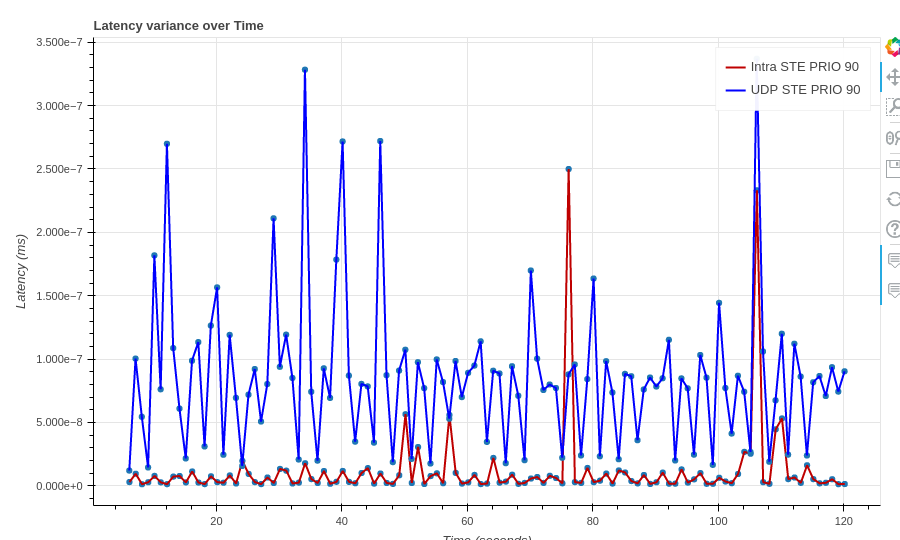 Latency variance over Time
3.500e−7
3.000e−7
2.500e−7
2.000e−7
1.500e−7
1.000e−7
5.000e−8
0.000e+0
Latency (ms)
Intra STE PRIO 90
UDP STE PRIO 90
20 40 60 80 100 120
Time (seconds)